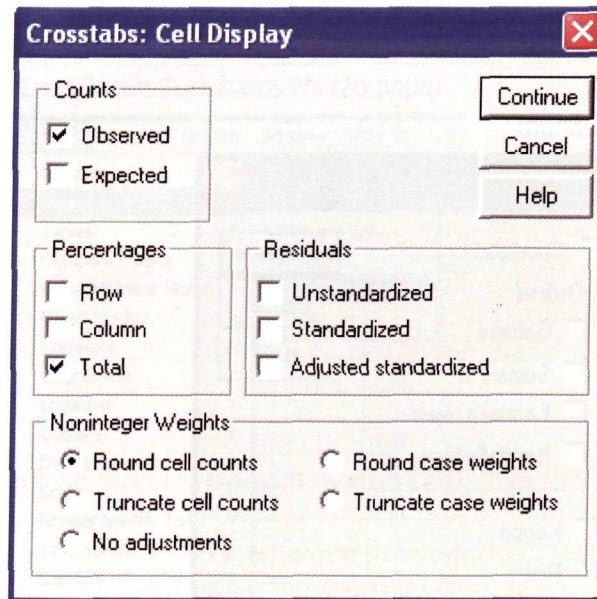 Crosstabs: Cell Display
Counts
Observed
Expected
Continue
Cancel
Help
Percentages
Row
Column
Total
Residuals
Unstandardized
Standardized
Adjusted standardized
Noninteger Weights
Round cell counts
Round case weights
Truncate cell counts
Truncate case weights
No adjustments